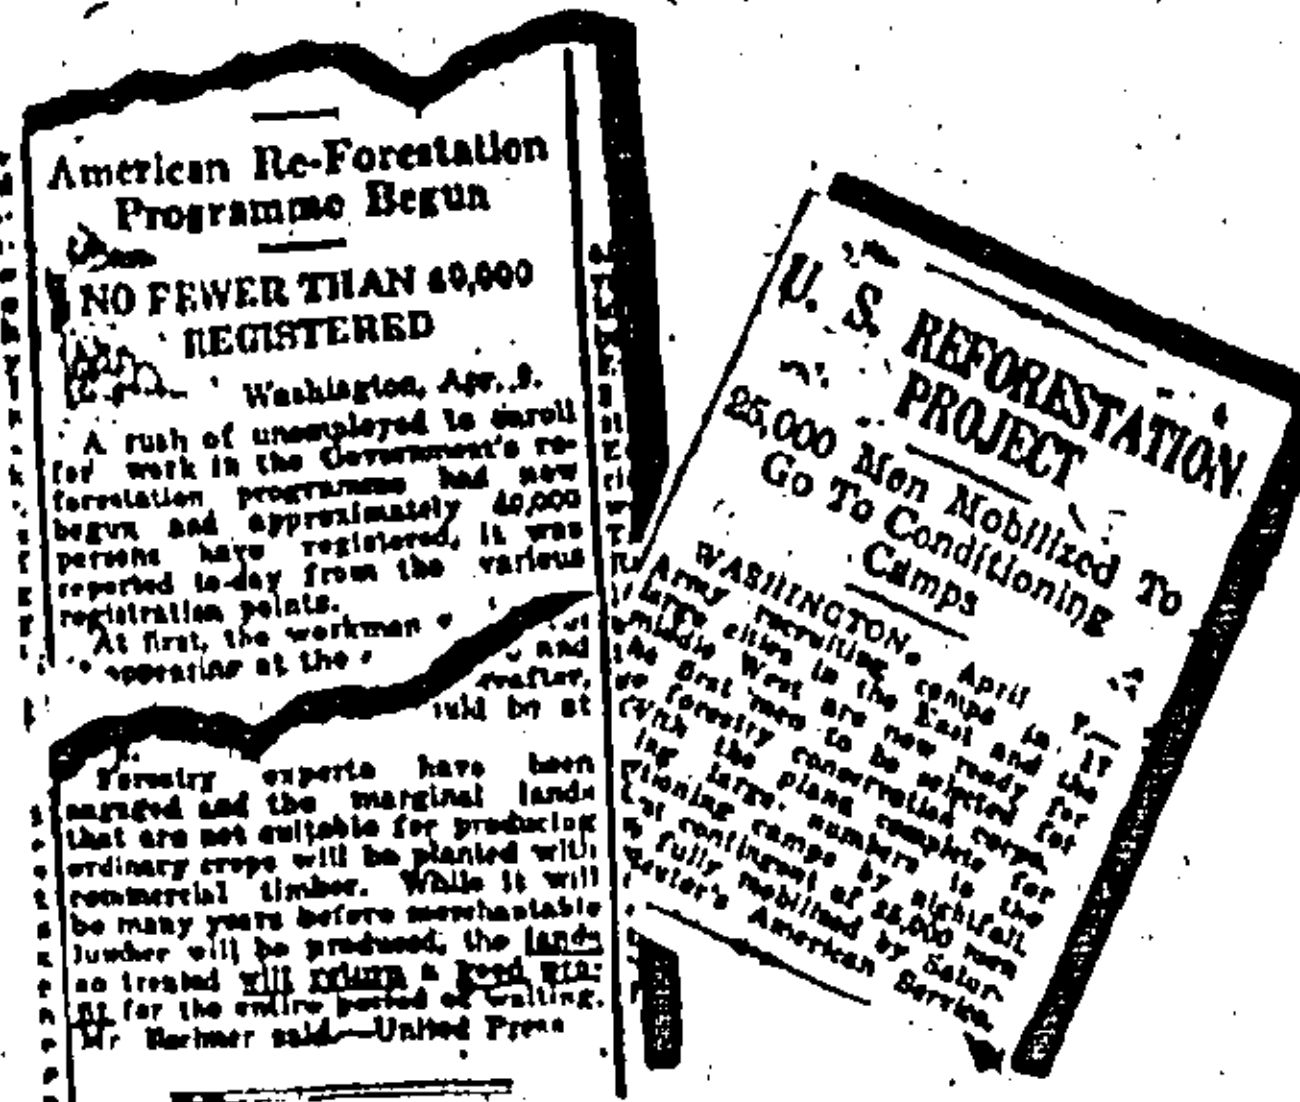 American Re-Forestation
Programme Begun
NO FEWER THAN 40,000
REGISTERED
Washington, Apr. 9.
A rush of unemployed to enroll
for work in the Government's re-
forestation programme had now
begun and approximately 40,000
persons have registered, it was
reported to-day from the various
registration points.
At first, the workmen
appearing at the
and
be at
Forestry experts have been
engaged and the marginal lands
that are not suitable for producing
ordinary crops will be planted with
commercial timber. While it will
be many years before merchantable
lumber will be produced, the lands
so treated will return a good
for the entire period of waiting,
Mr said.—United Press
U. S. REFORESTATION
PROJECT
25,000 Men Mobilized To
Go To Conditioning
Camps
WASHINGTON, April
Army recruiting camps in 17
large cities in the East and the
middle West are now ready for
the first men to be selected for
forestry conservation corps,
with the plans complete for
ing large numbers to the
tioning camps by nightfall.
contingent of 25,000 men
fully mobilized by Satur-
American Service.